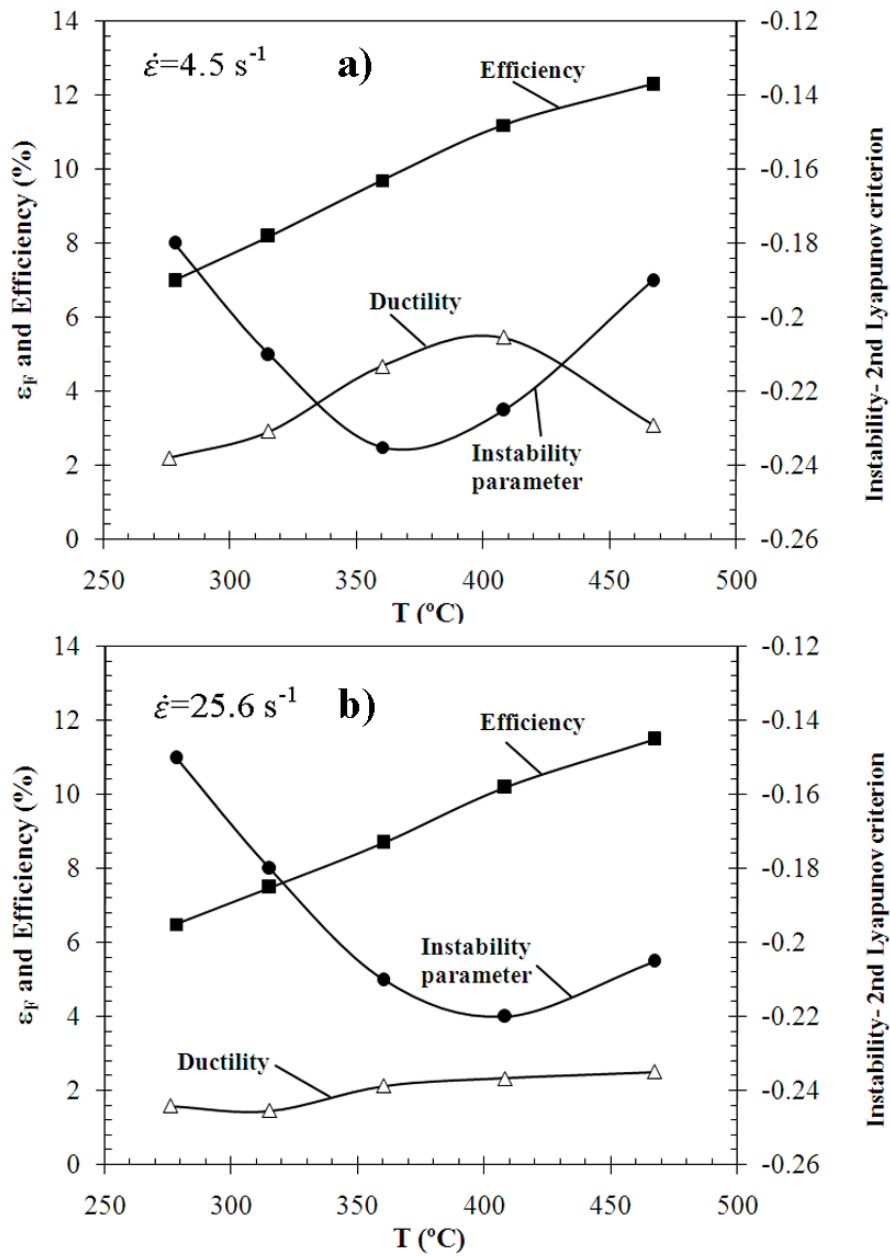 ε̇=4.5 s⁻¹
a)
14
12
10
8
6
4
2
0
εF and Efficiency (%)
Efficiency
Ductility
Instability
parameter
-0.12
-0.14
-0.16
-0.18
-0.2
-0.22
-0.24
-0.26
Instability- 2nd Lyapunov criterion
250 300 350 400 450 500
T (ºC)
ε̇=25.6 s⁻¹
b)
14
12
10
8
6
4
2
0
εF and Efficiency (%)
Efficiency
Instability
parameter
Ductility
-0.12
-0.14
-0.16
-0.18
-0.2
-0.22
-0.24
-0.26
Instability- 2nd Lyapunov criterion
250 300 350 400 450 500
T (ºC)